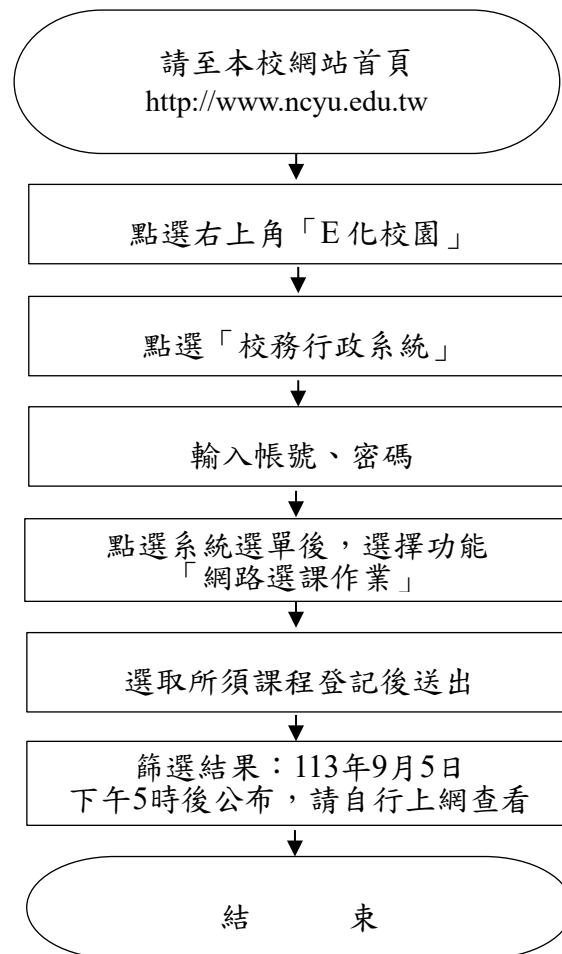 請至本校網站首頁
http://www.ncyu.edu.tw
點選右上角「E化校園」
點選「校務行政系統」
輸入帳號、密碼
點選系統選單後，選擇功能
「網路選課作業」
選取所須課程登記後送出
篩選結果：113年9月5日
下午5時後公布，請自行上網查看
結 束